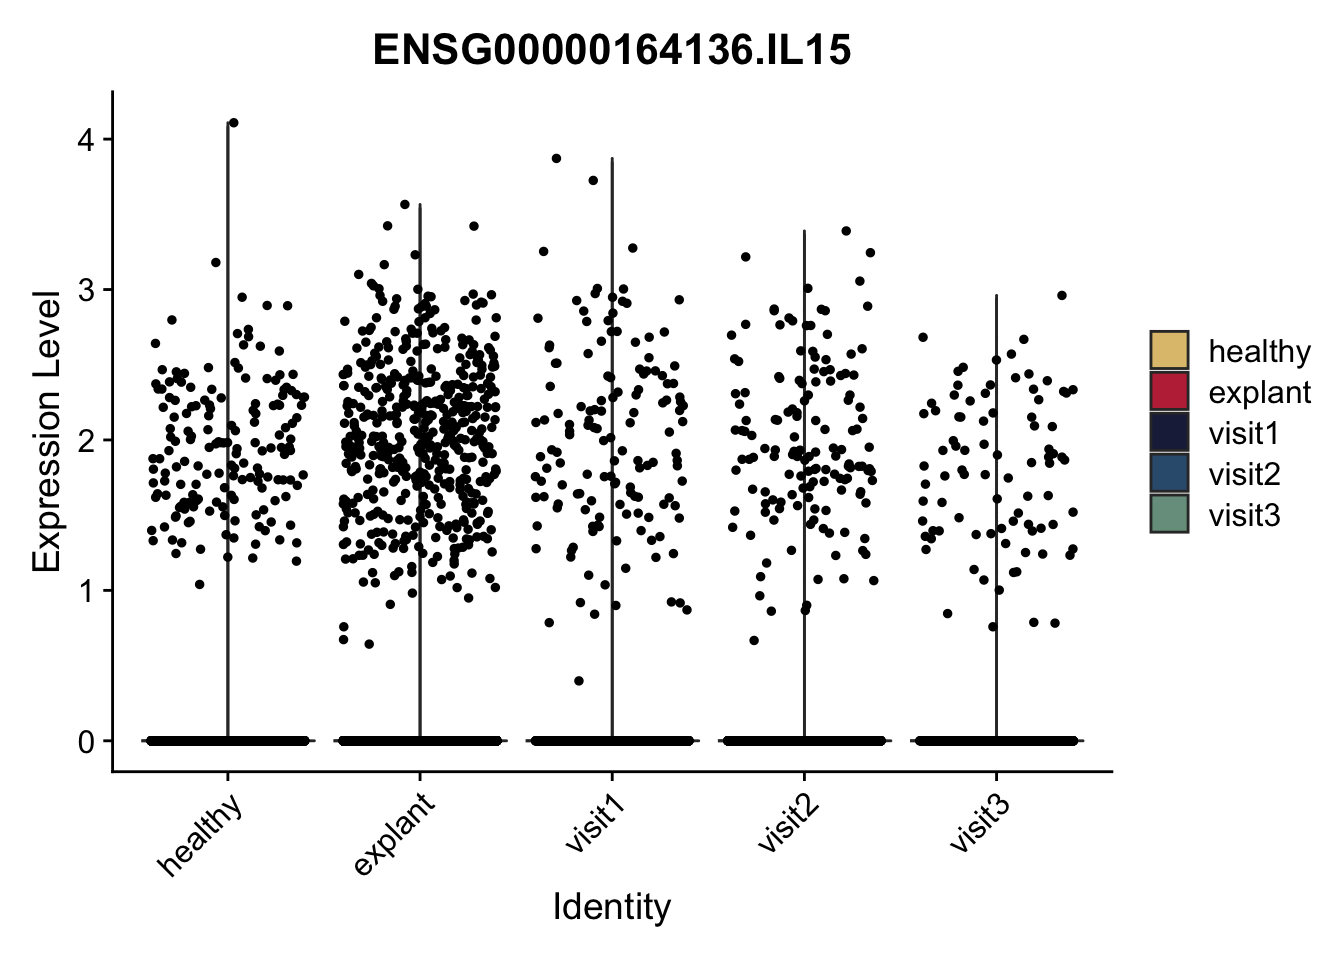 ENSG00000164136.IL15
Expression Level
4
3
2
1
0
healthy
explant
visit1
visit2
visit3
Identity
healthy
explant
visit1
visit2
visit3